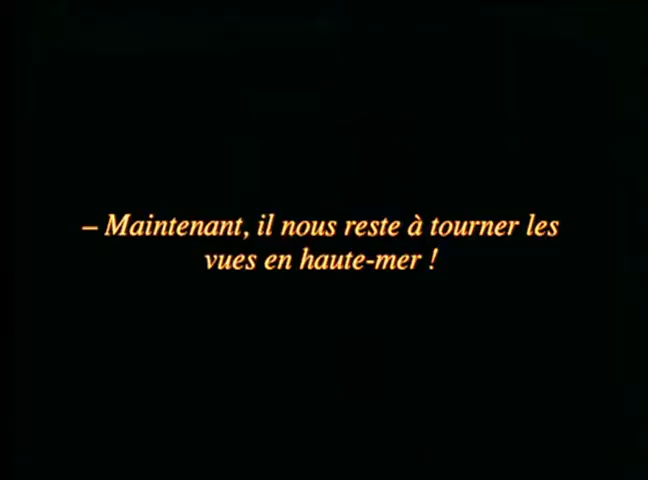 – Maintenant, il nous reste à tourner les
vues en haute-mer !